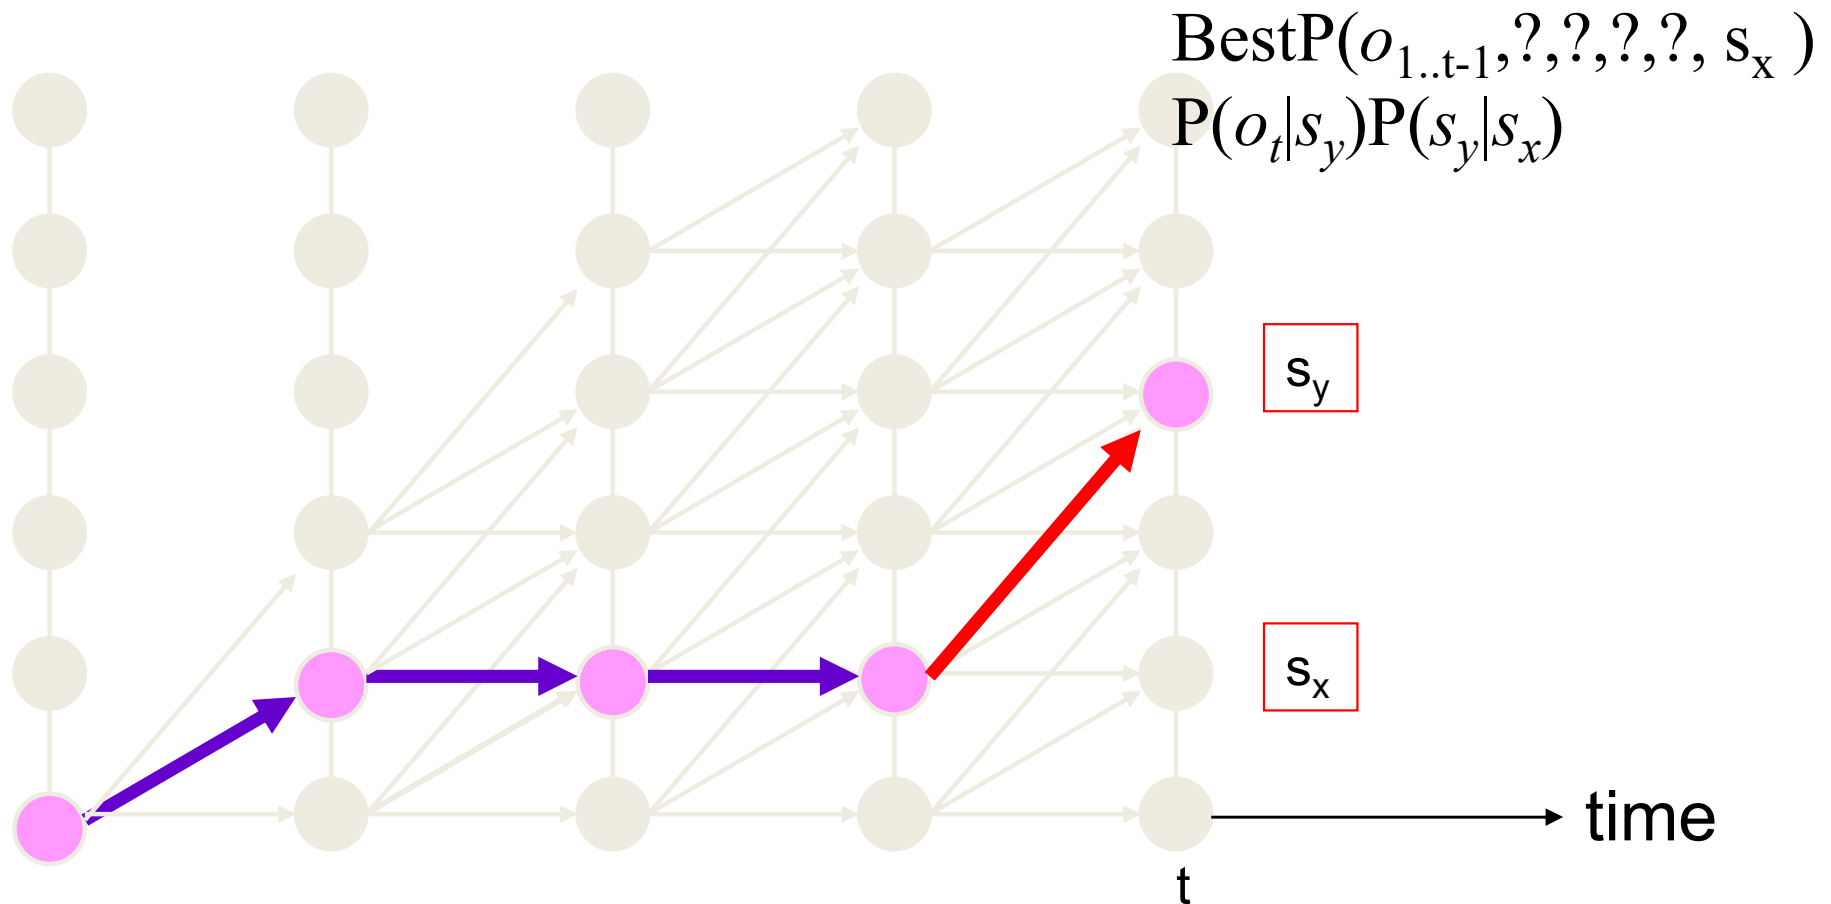 BestP(o1..t-1,?,?,?,?, sx )
P(ot|sy)P(sy|sx)
sy
sx
time
t